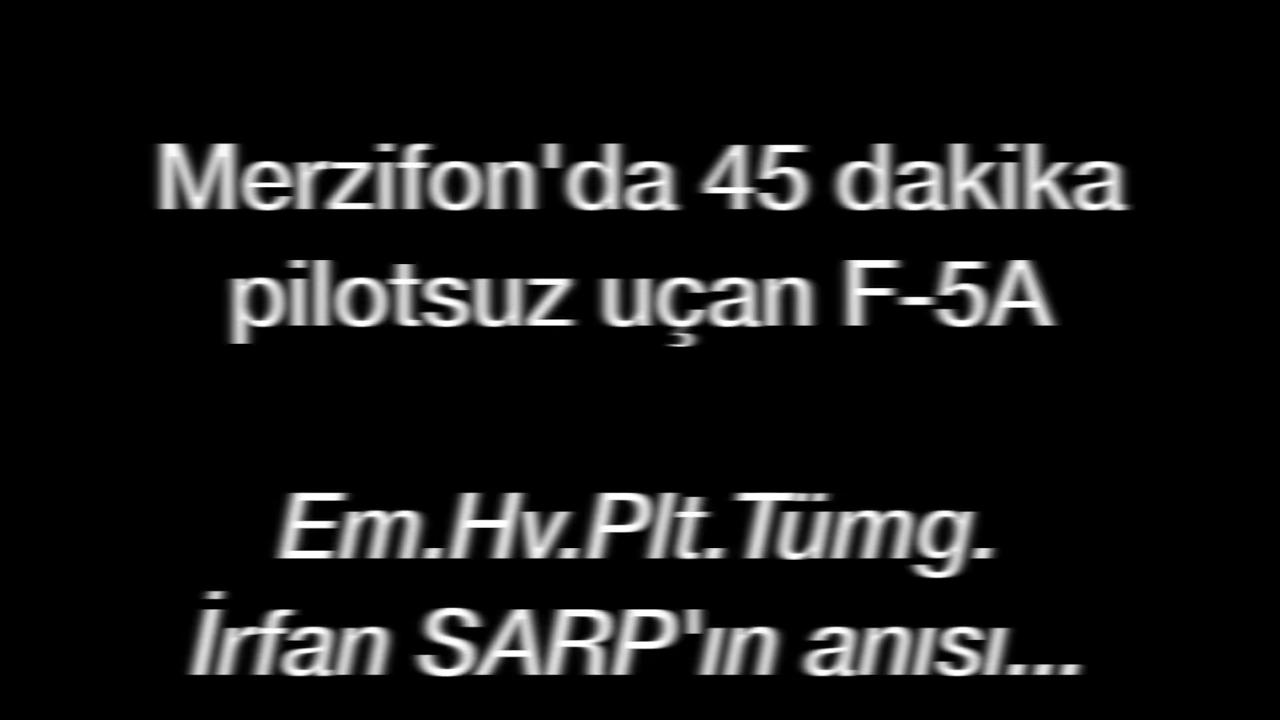 Merzifon'da 45 dakika
pilotsuz uçan F-5A
Em.Hv.Plt.Tümg.
İrfan SARP'ın anısı...